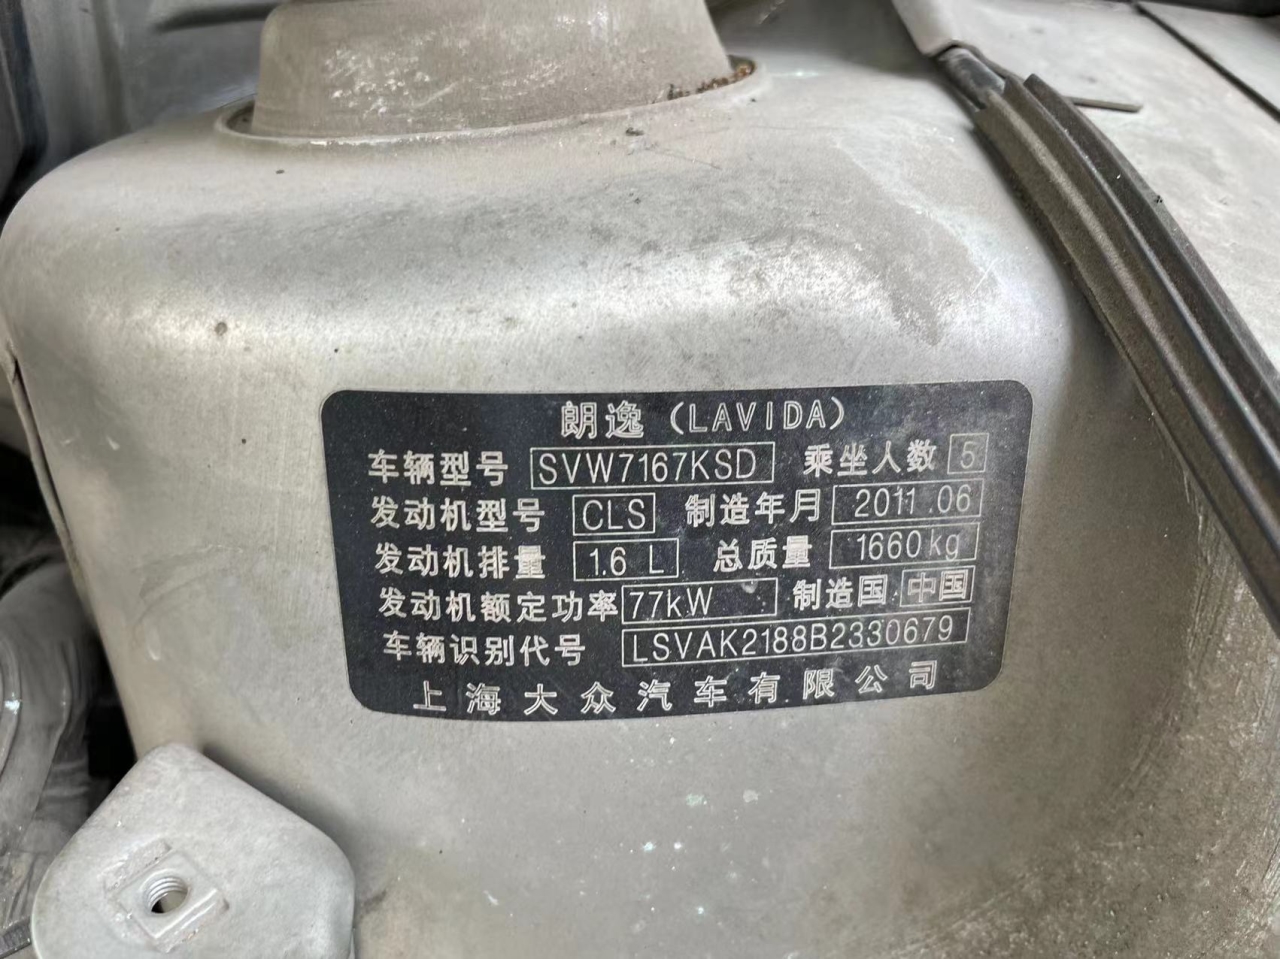 朗逸(LAVIDA)
车辆型号 SVW7167KSD 乘坐人数 5
发动机型号 CLS 制造年月 2011.06
发动机排量 1.6 L 总质量 1660kg
发动机额定功率 77kW 制造国 中国
车辆识别代号 LSVAK2188B2330679
上海大众汽车有限公司